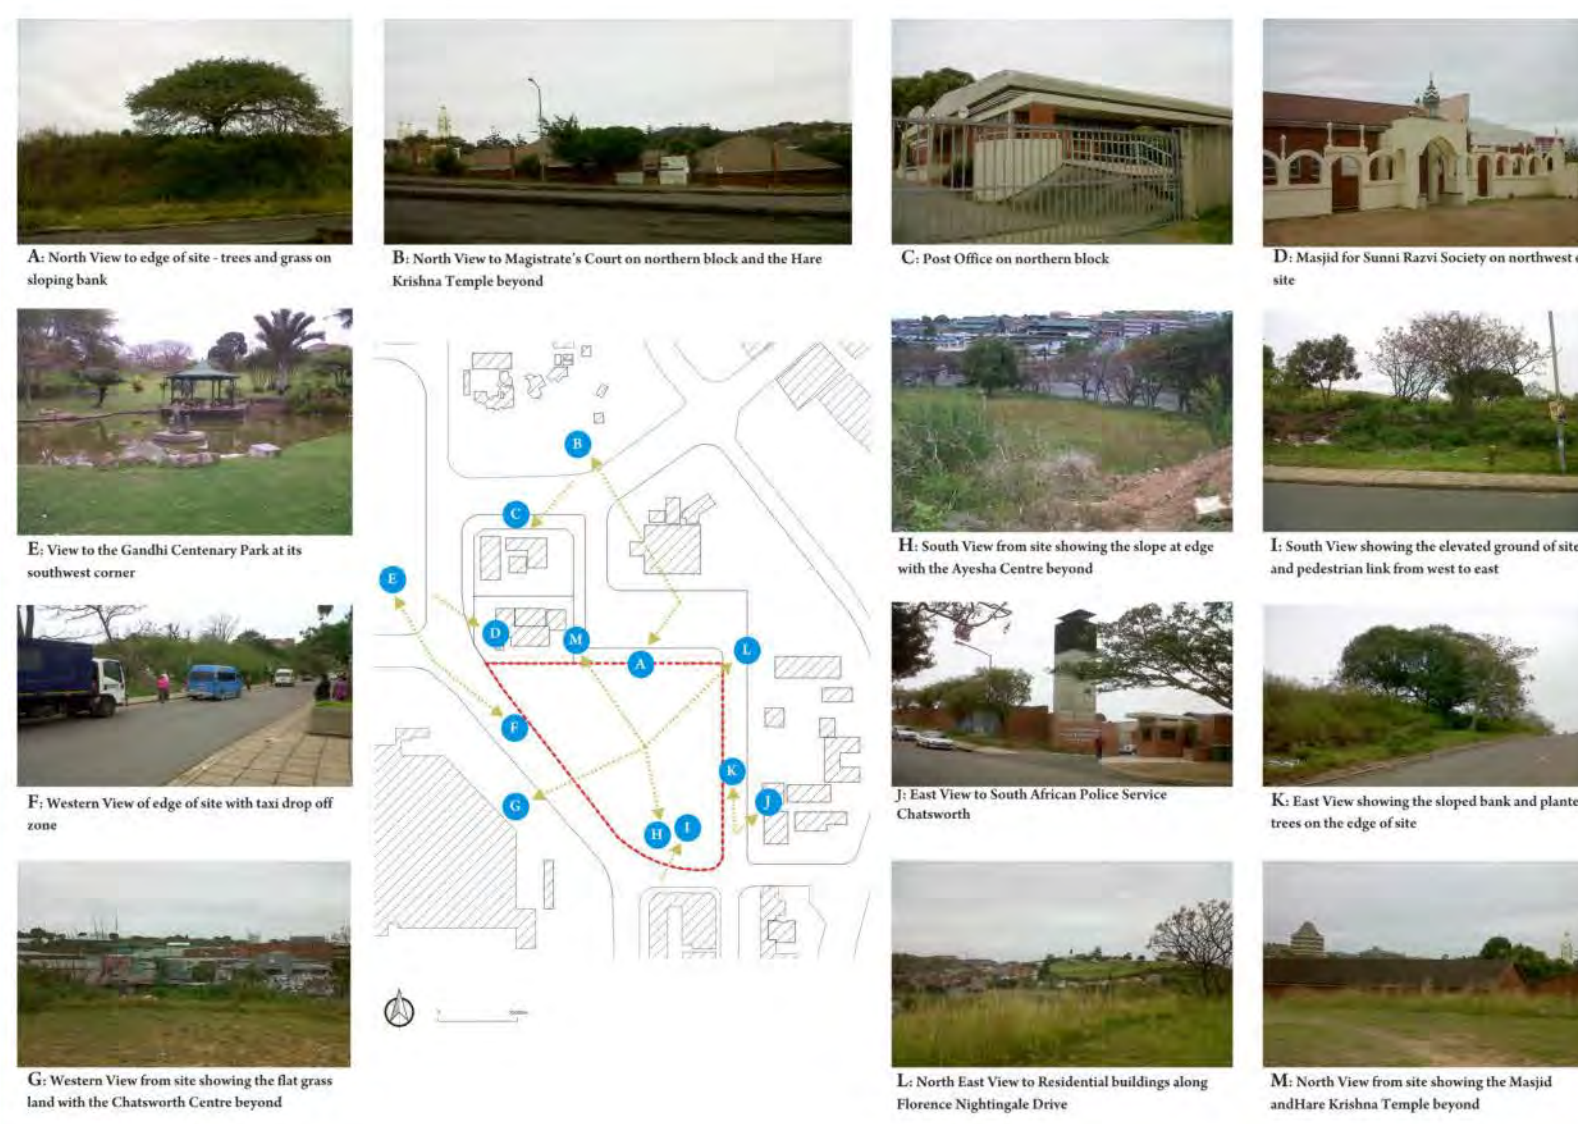 A: North View to edge of site - trees and grass on
sloping bank
B: North View to Magistrate's Court on northern block and the Hare
Krishna Temple beyond
C: Post Office on northern block
D: Masjid for Sunni Razvi Society on northwest
site
E: View to the Gandhi Centenary Park at its
southwest corner
H: South View from site showing the slope at edge
with the Ayesha Centre beyond
I: South View showing the elevated ground of site
and pedestrian link from west to east
F: Western View of edge of site with taxi drop off
zone
J: East View to South African Police Service
Chatsworth
K: East View showing the sloped bank and plante
trees on the edge of site
G: Western View from site showing the flat grass
land with the Chatsworth Centre beyond
L: North East View to Residential buildings along
Florence Nightingale Drive
M: North View from site showing the Masjid
andHare Krishna Temple beyond
B
C
E
D
M
A
L
F
K
G
J
H
I